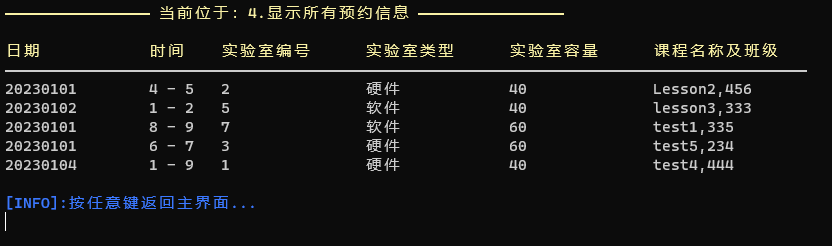 当前位于: 4.显示所有预约信息
日期 时间 实验室编号 实验室类型 实验室容量 课程名称及班级
20230101 4 - 5 2 硬件 40 Lesson2,456
20230102 1 - 2 5 软件 40 lesson3,333
20230101 8 - 9 7 软件 60 test1,335
20230101 6 - 7 3 硬件 60 test5,234
20230104 1 - 9 1 硬件 40 test4,444
[INFO]:按任意键返回主界面...